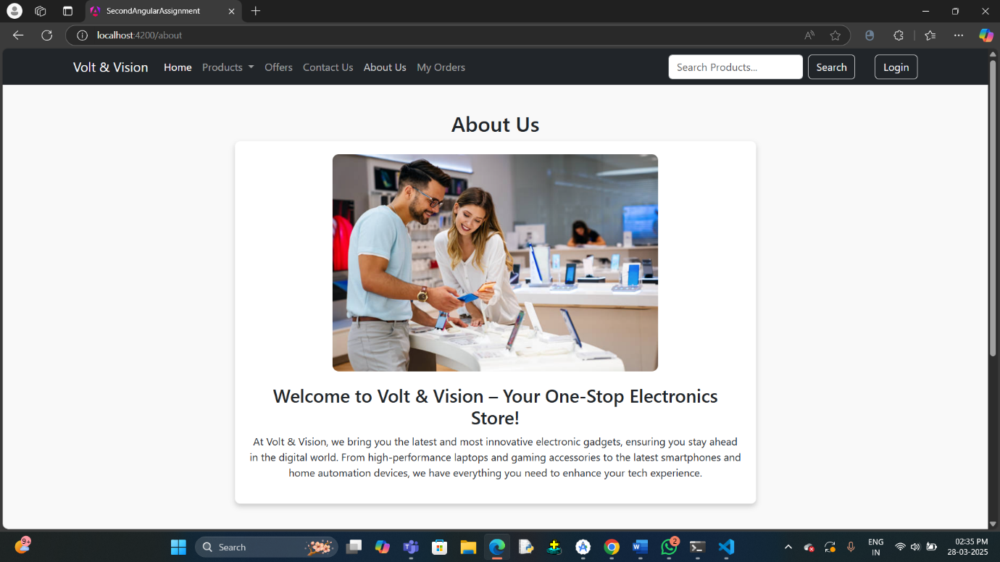 SecondAngularAssignment
localhost:4200/about
Volt & Vision Home Products Offers Contact Us About Us My Orders Search Products... Search Login
About Us
Welcome to Volt & Vision – Your One-Stop Electronics
Store!
At Volt & Vision, we bring you the latest and most innovative electronic gadgets, ensuring you stay ahead
in the digital world. From high-performance laptops and gaming accessories to the latest smartphones and
home automation devices, we have everything you need to enhance your tech experience.
9+ Search 2 ENG 02:35 PM
IN 28-03-2025